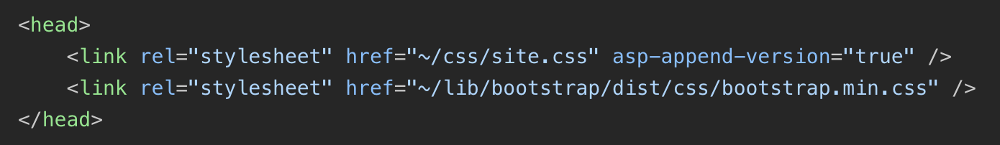 <head>
    <link rel="stylesheet" href="~/css/site.css" asp-append-version="true" />
    <link rel="stylesheet" href="~/lib/bootstrap/dist/css/bootstrap.min.css" />
</head>